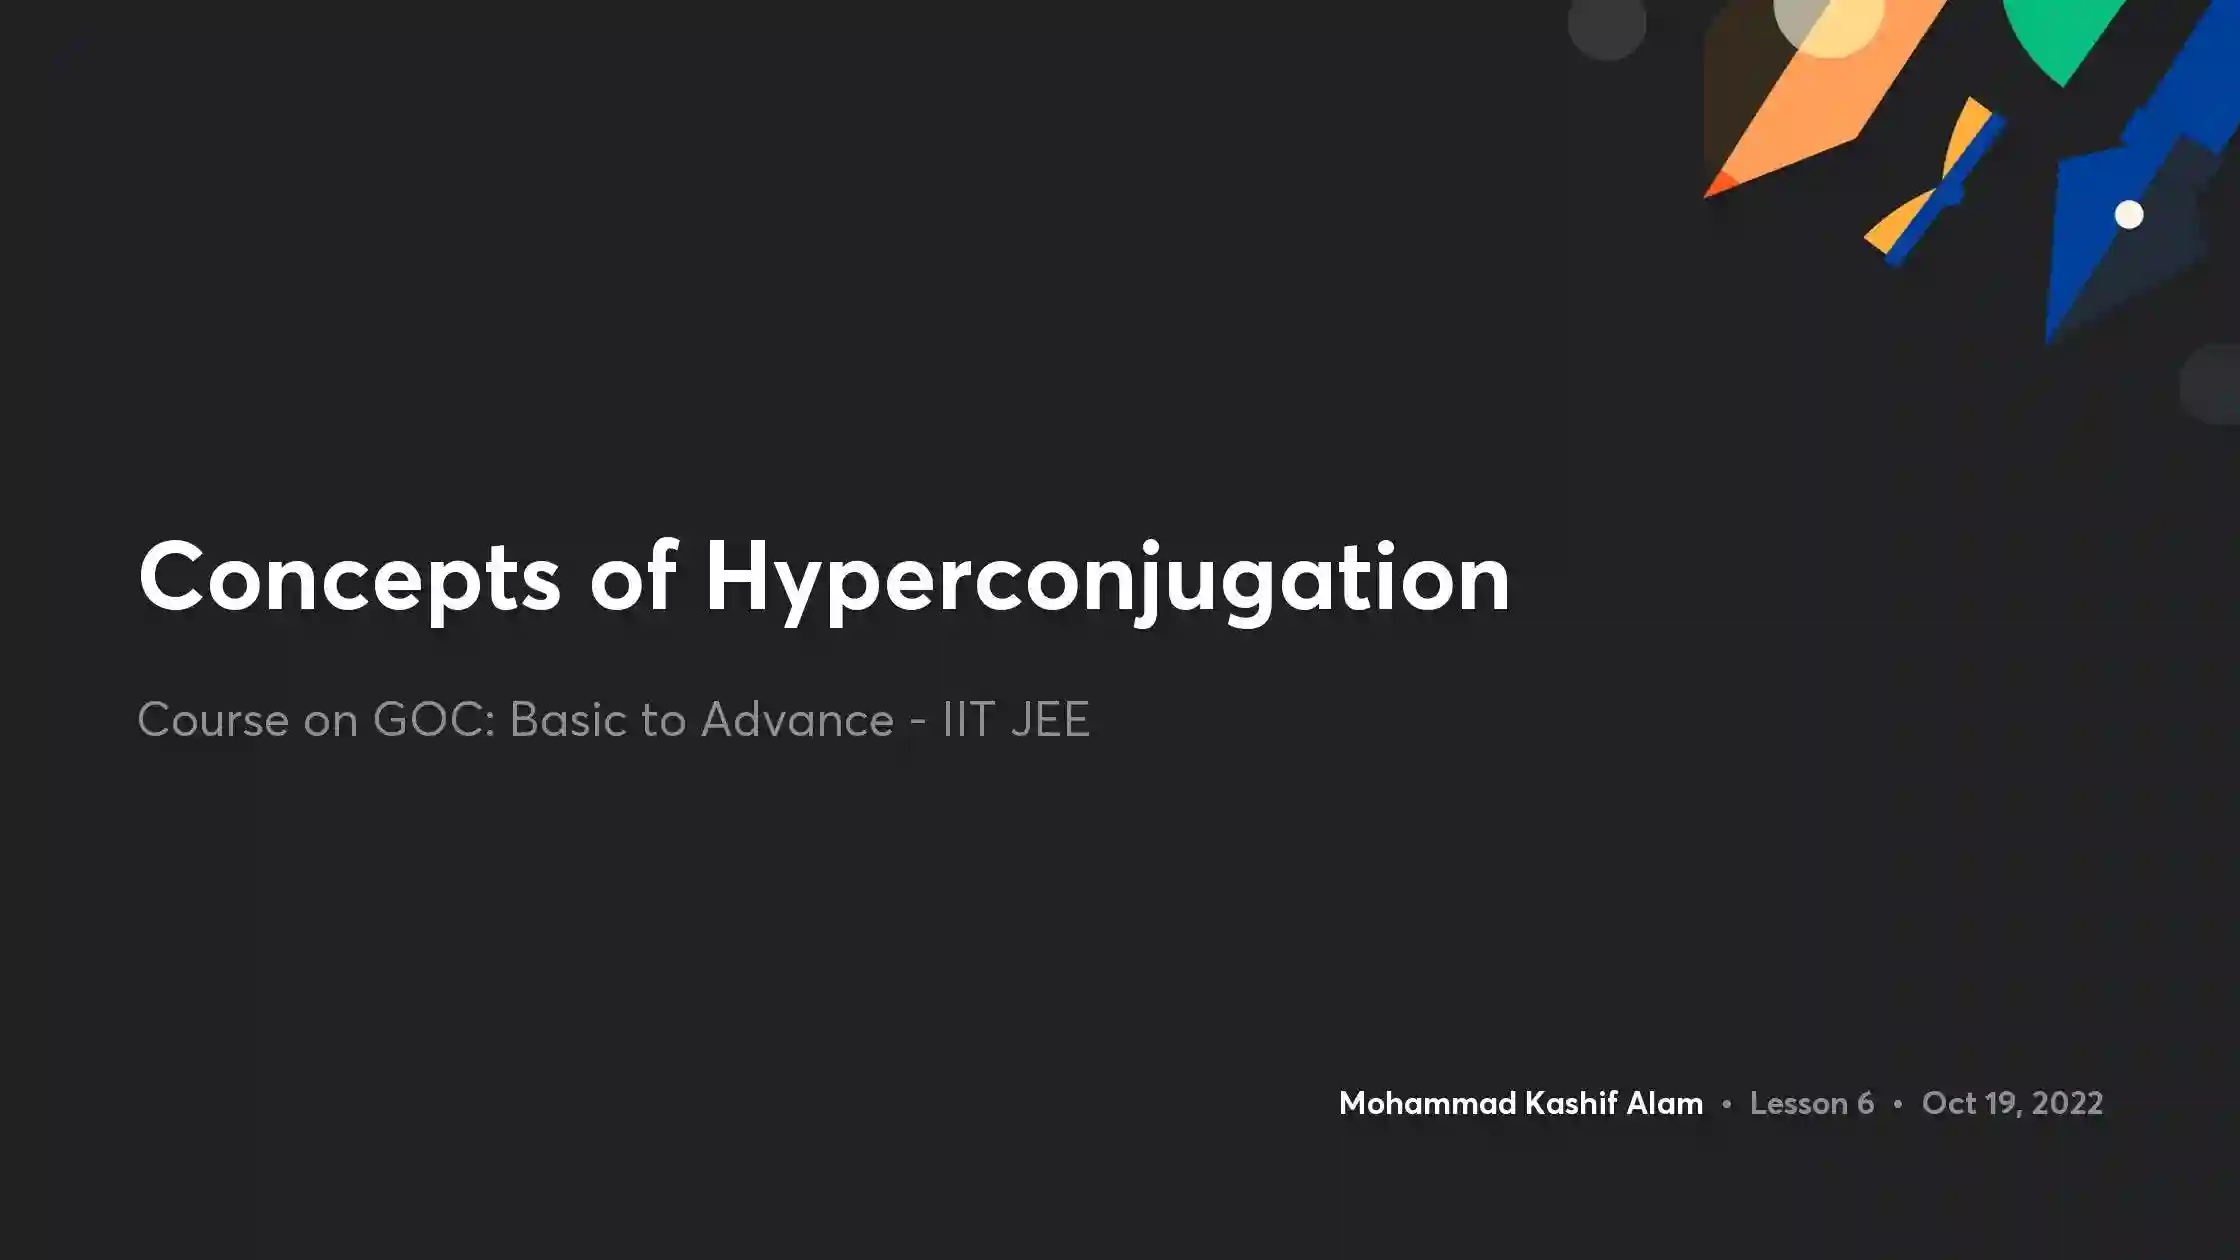 Concepts of Hyperconjugation
Course on GOC: Basic to Advance - IIT JEE
Mohammad Kashif Alam • Lesson 6 • Oct 19, 2022